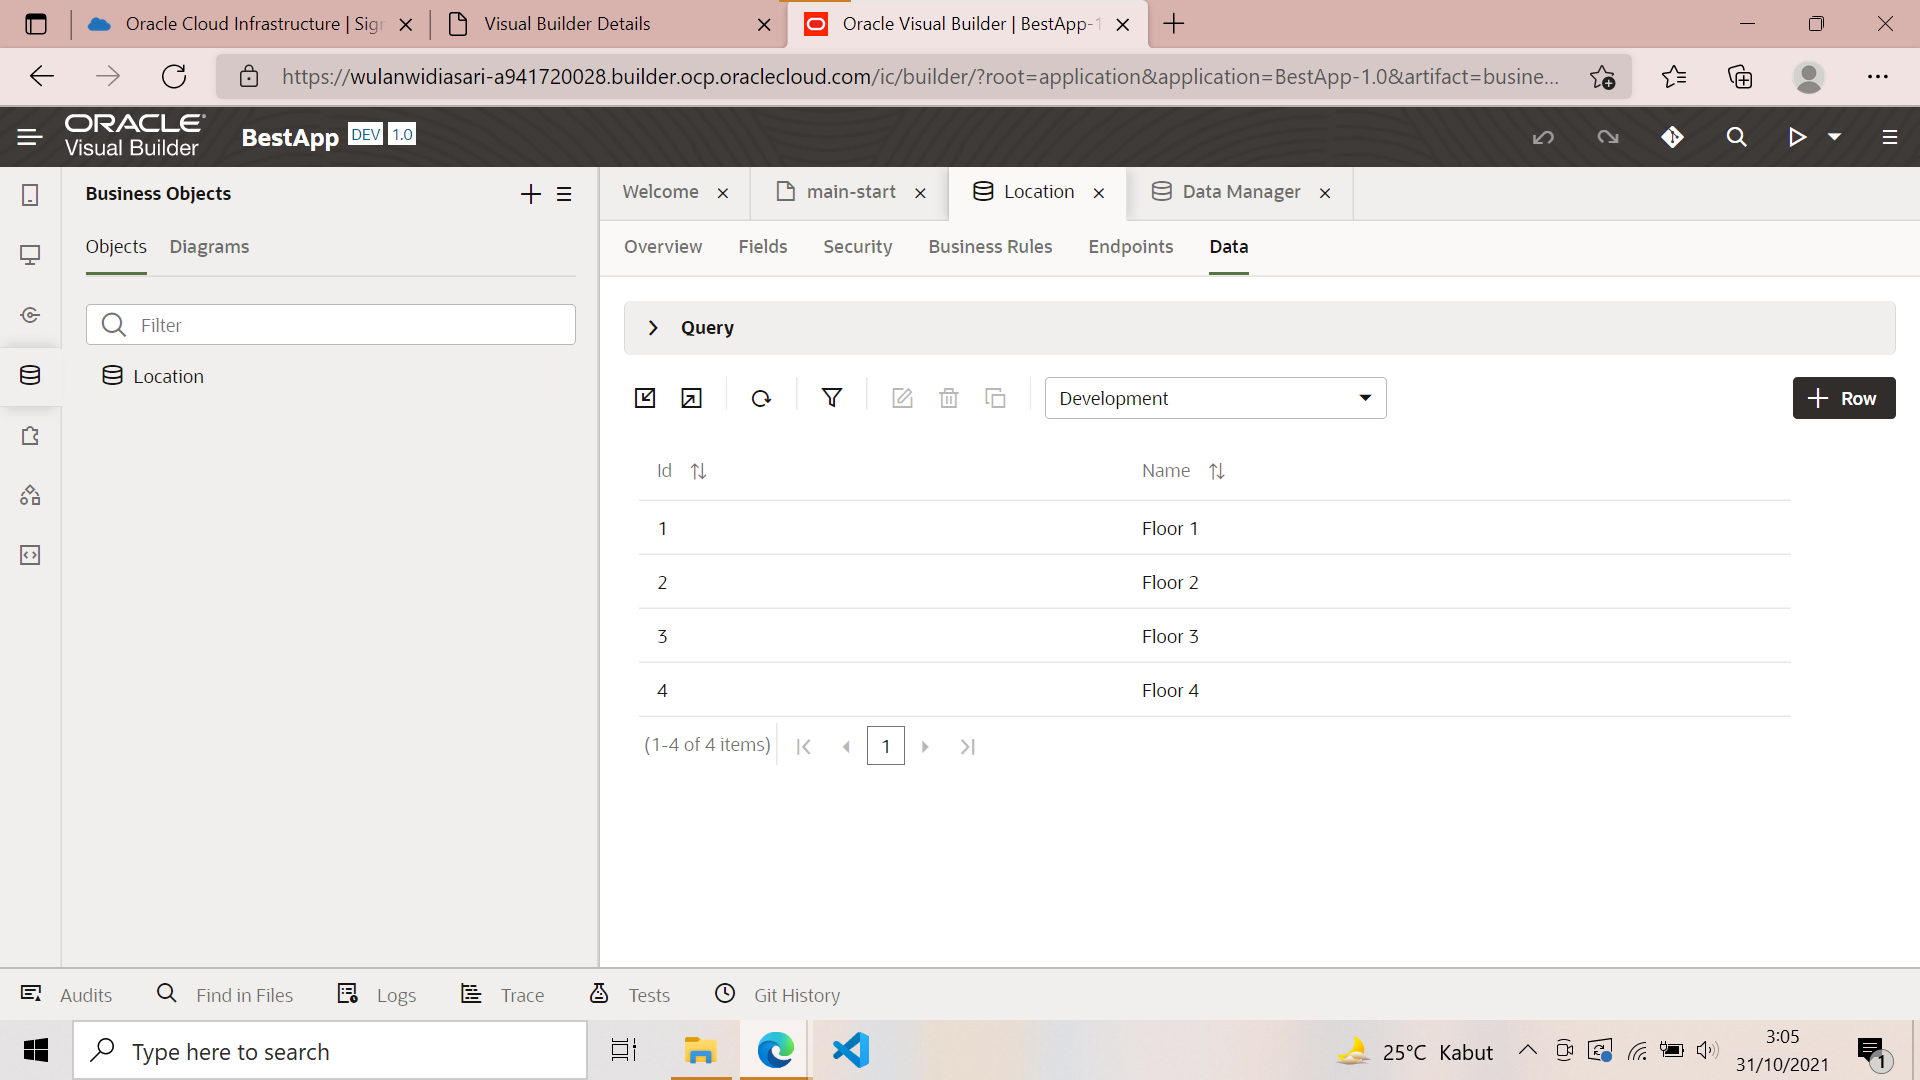 Oracle Cloud Infrastructure | Sig
Visual Builder Details
Oracle Visual Builder | BestApp-1
https://wulanwidiasari-a941720028.builder.ocp.oraclecloud.com/ic/builder/?root=application&application=BestApp-1.0&artifact=busine...
ORACLE
Visual Builder
BestApp DEV 1.0
Business Objects
Welcome
main-start
Location
Data Manager
Objects
Diagrams
Overview
Fields
Security
Business Rules
Endpoints
Data
Filter
Location
Query
Development
Row
Id
Name
1 Floor 1
2 Floor 2
3 Floor 3
4 Floor 4
(1-4 of 4 items)
1
Audits
Find in Files
Logs
Trace
Tests
Git History
Type here to search
25°C Kabut
3:05
31/10/2021
1